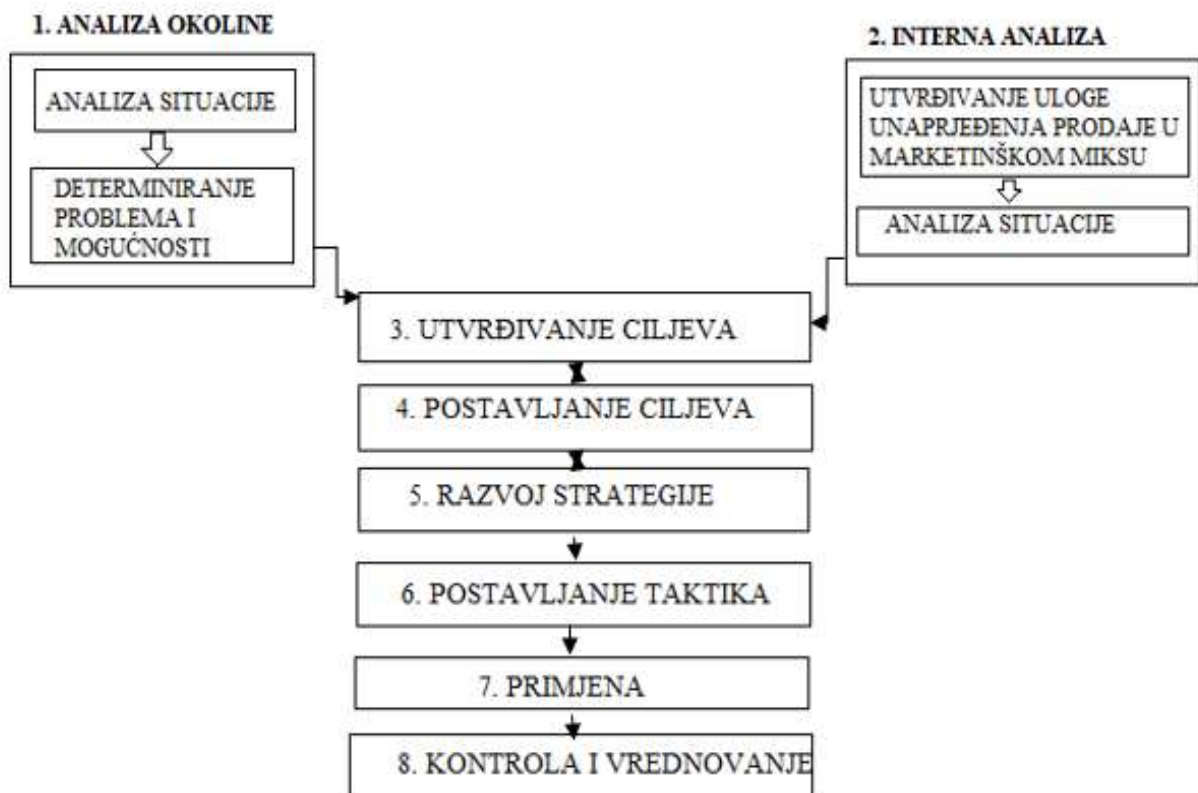 1. ANALIZA OKOLINE
ANALIZA SITUACIJE
DETERMINIRANJE
PROBLEMA I
MOGUĆNOSTI
2. INTERNA ANALIZA
UTVRĐIVANJE ULOGE
UNAPRJEĐENJA PRODAJE U
MARKETINŠKOM MIKSU
ANALIZA SITUACIJE
3. UTVRĐIVANJE CILJEVA
4. POSTAVLJANJE CILJEVA
5. RAZVOJ STRATEGIJE
6. POSTAVLJANJE TAKTIKA
7. PRIMJENA
8. KONTROLA I VREDNOVANJE